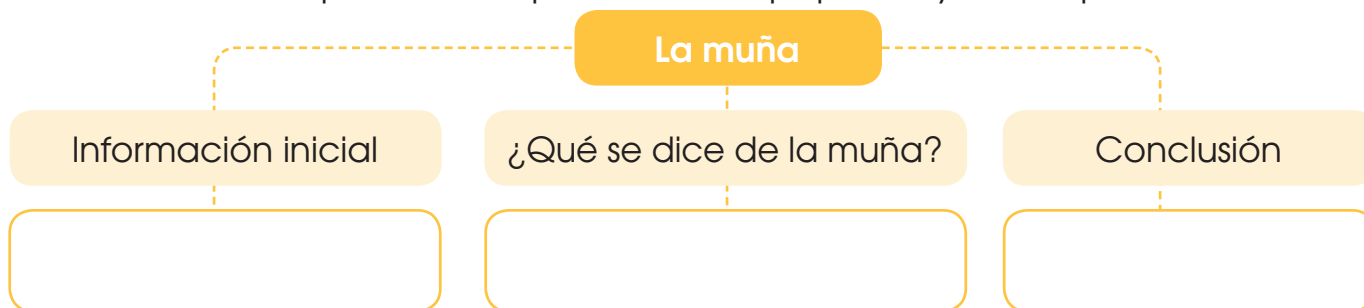 La muña
Información inicial
¿Qué se dice de la muña?
Conclusión